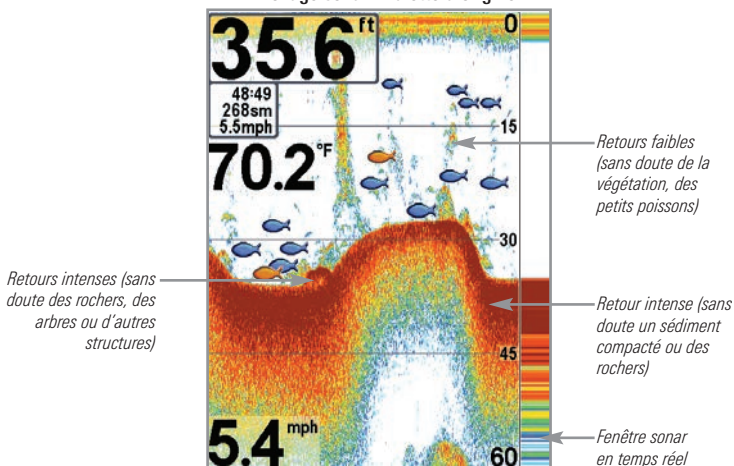 35.6 ft
0
48:49
268sm
5.5mph
15
70.2 °F
Retours faibles
(sans doute de la
végétation, des
petits poissons)
30
Retours intenses (sans
doute des rochers, des
arbres ou d'autres
structures)
Retour intense (sans
doute un sédiment
compacté ou des
rochers)
45
5.4 mph
60
Fenêtre sonar
en temps réel